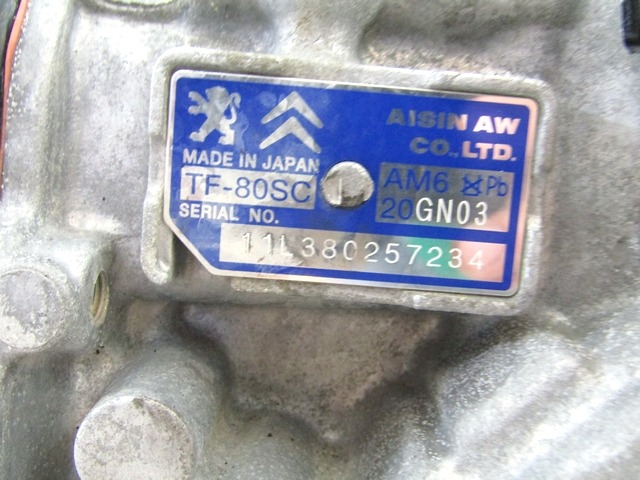 AISIN AW
CO.,LTD.
MADE IN JAPAN
TF-80SC
AM6 Pb
SERIAL NO.
20GN03
11L380257234